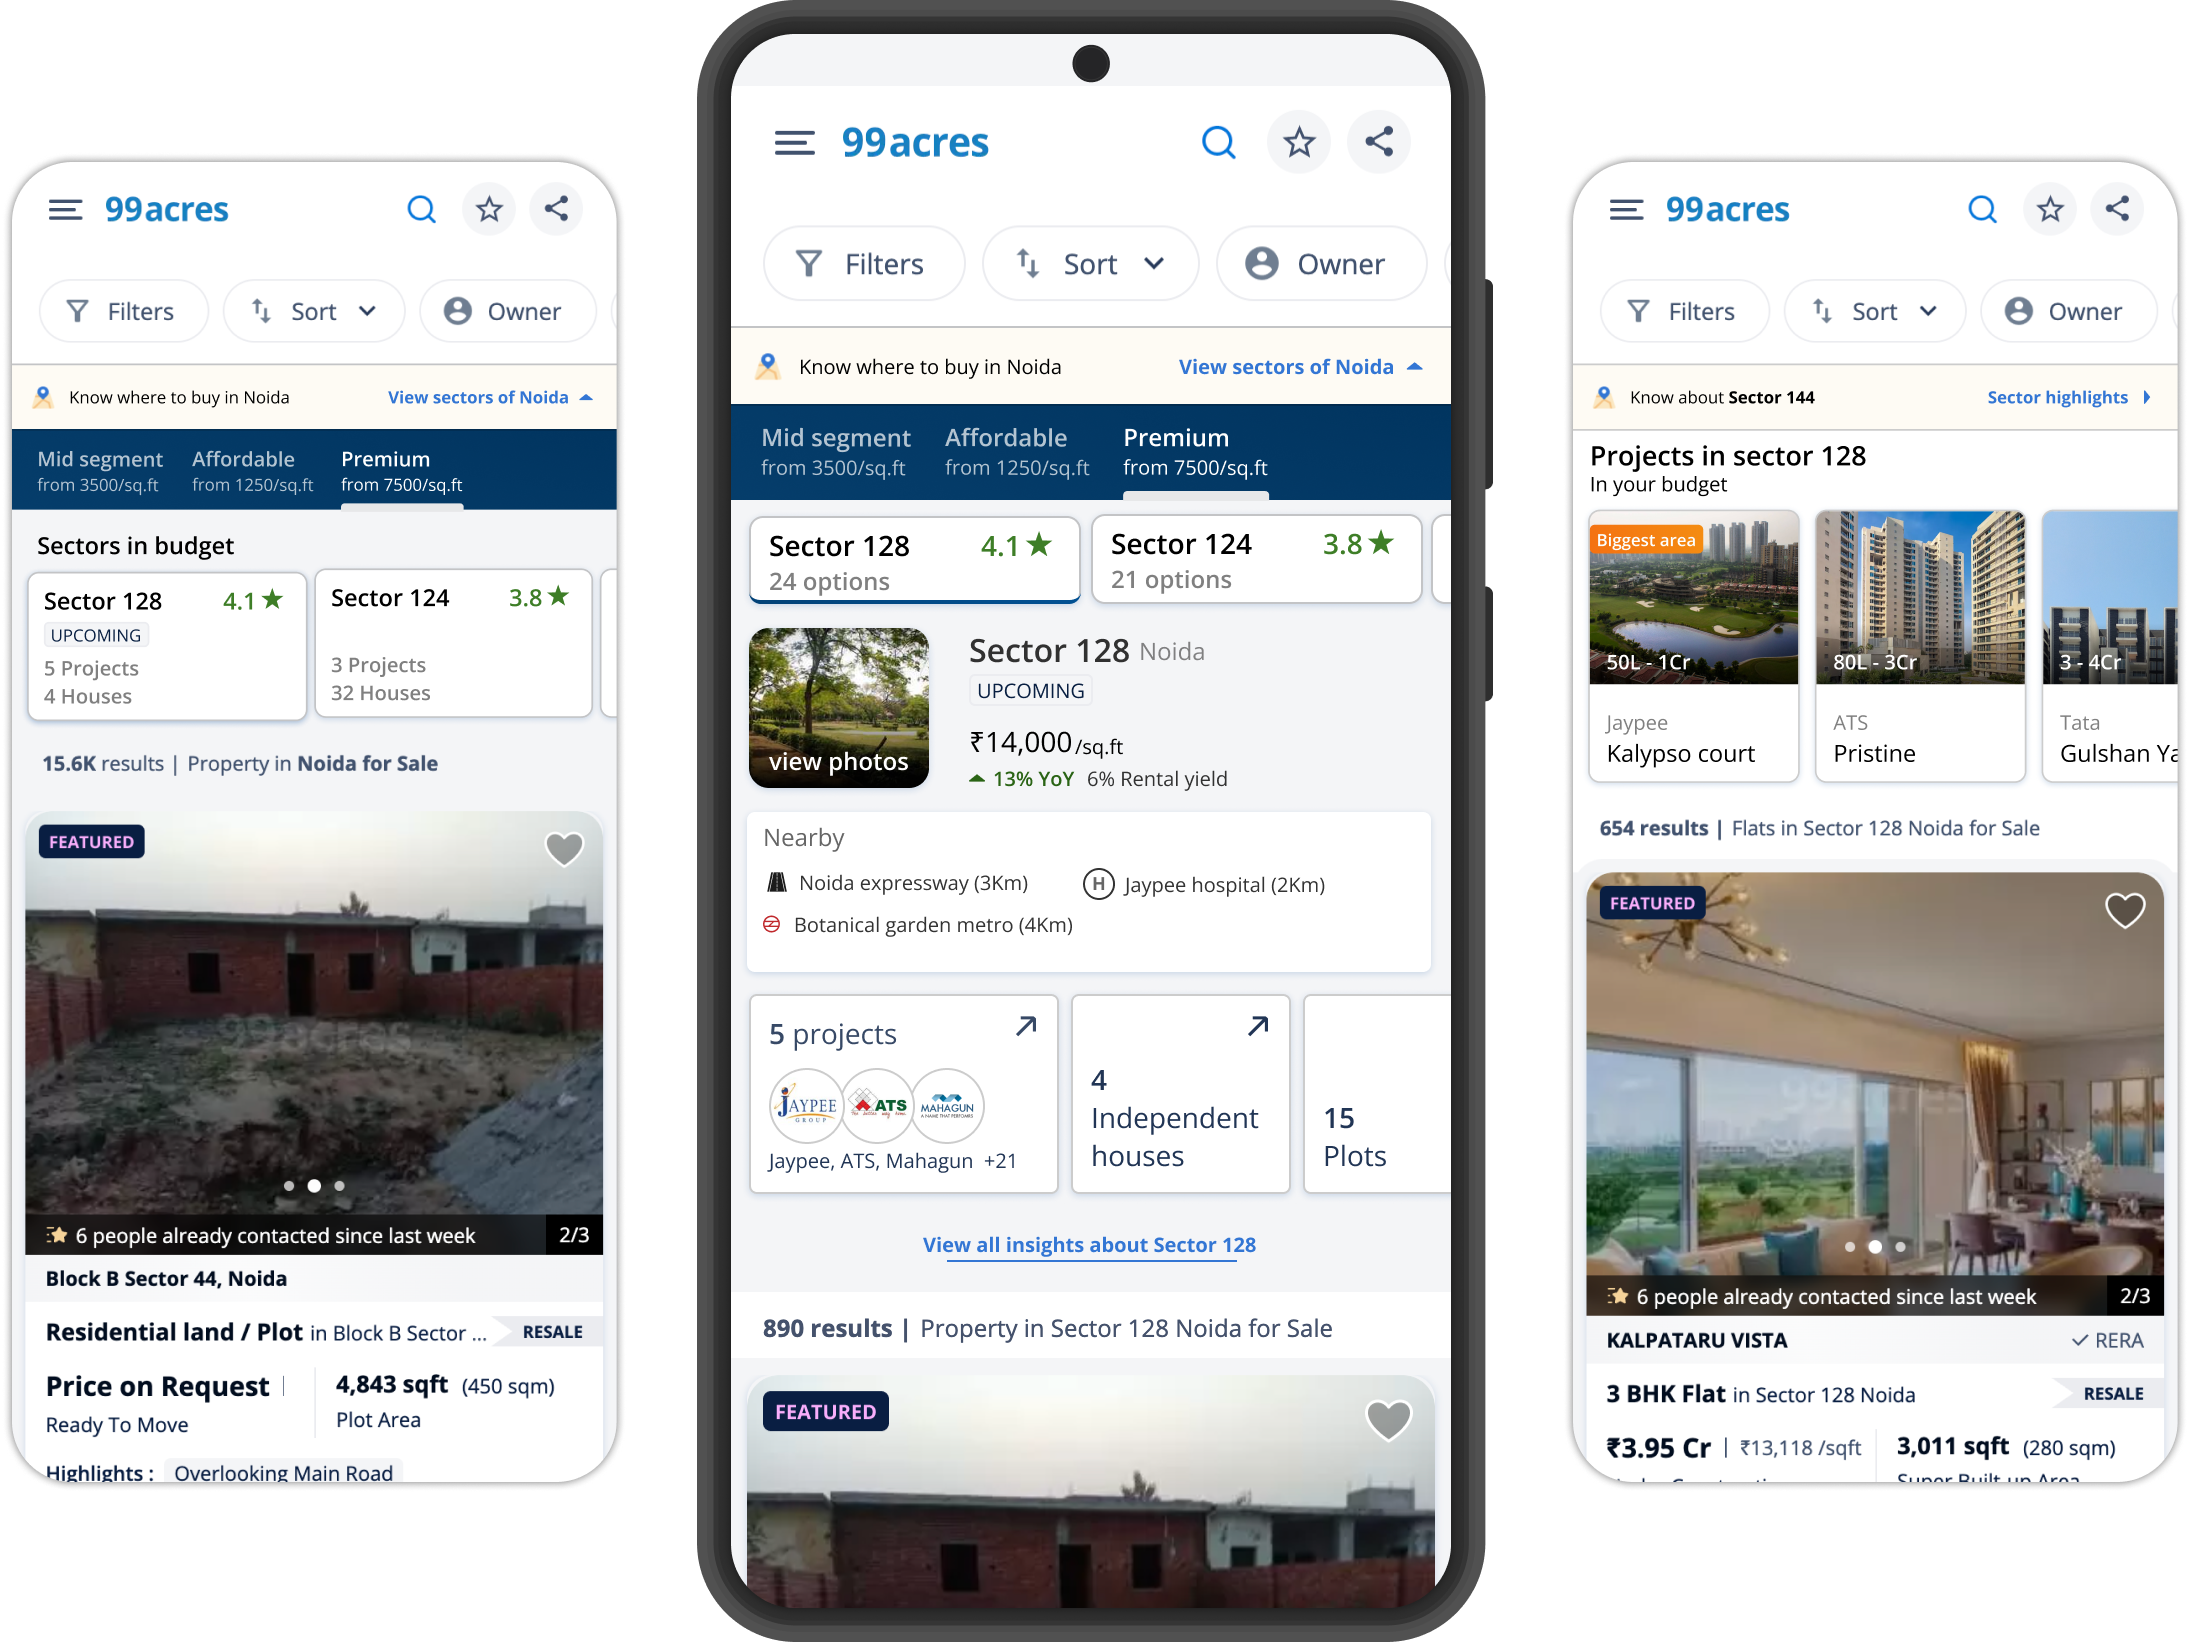 99acres
Filters
Sort
Owner
Know where to buy in Noida
View sectors of Noida
Mid segment
from 3500/sq.ft
Affordable
from 1250/sq.ft
Premium
from 7500/sq.ft
Sectors in budget
Sector 128
4.1
UPCOMING
5 Projects
4 Houses
Sector 124
3.8
3 Projects
32 Houses
15.6K results | Property in Noida for Sale
FEATURED
99acres
6 people already contacted since last week
2/3
Block B Sector 44, Noida
Residential land / Plot in Block B Sector ...
RESALE
Price on Request
Ready To Move
4,843 sqft (450 sqm)
Plot Area
Highlights :
Overlooking Main Road
99acres
Filters
Sort
Owner
Know where to buy in Noida
View sectors of Noida
Mid segment
from 3500/sq.ft
Affordable
from 1250/sq.ft
Premium
from 7500/sq.ft
Sector 128
4.1
24 options
Sector 124
3.8
21 options
view photos
Sector 128 Noida
UPCOMING
₹14,000/sq.ft
13% YoY 6% Rental yield
Nearby
Noida expressway (3Km)
H
Jaypee hospital (2Km)
Botanical garden metro (4Km)
5 projects
JAYPEE
GROUP
ATS
MAHAGUN
Jaypee, ATS, Mahagun +21
4
Independent
houses
15
Plots
View all insights about Sector 128
890 results | Property in Sector 128 Noida for Sale
FEATURED
99acres
Filters
Sort
Owner
Know about Sector 144
Sector highlights
Projects in sector 128
In your budget
Biggest area
50L - 1Cr
Jaypee
Kalypso court
80L - 3Cr
ATS
Pristine
3 - 4Cr
Tata
Gulshan Ya
654 results | Flats in Sector 128 Noida for Sale
FEATURED
6 people already contacted since last week
2/3
KALPATARU VISTA
RERA
3 BHK Flat in Sector 128 Noida
RESALE
₹3.95 Cr | ₹13,118 /sqft
3,011 sqft (280 sqm)
Super Built-up Area